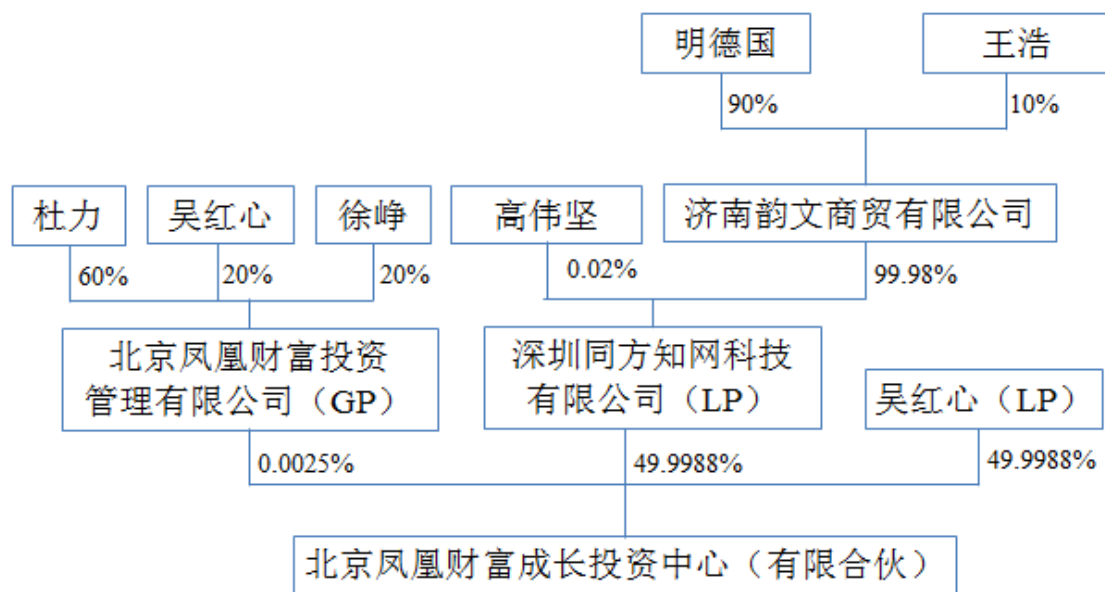 明德国
王浩
90%
10%
杜力
吴红心
徐峥
高伟坚
济南韵文商贸有限公司
60%
20%
20%
0.02%
99.98%
北京凤凰财富投资
管理有限公司（GP）
深圳同方知网科技
有限公司（LP）
吴红心（LP）
0.0025%
49.9988%
49.9988%
北京凤凰财富成长投资中心（有限合伙）